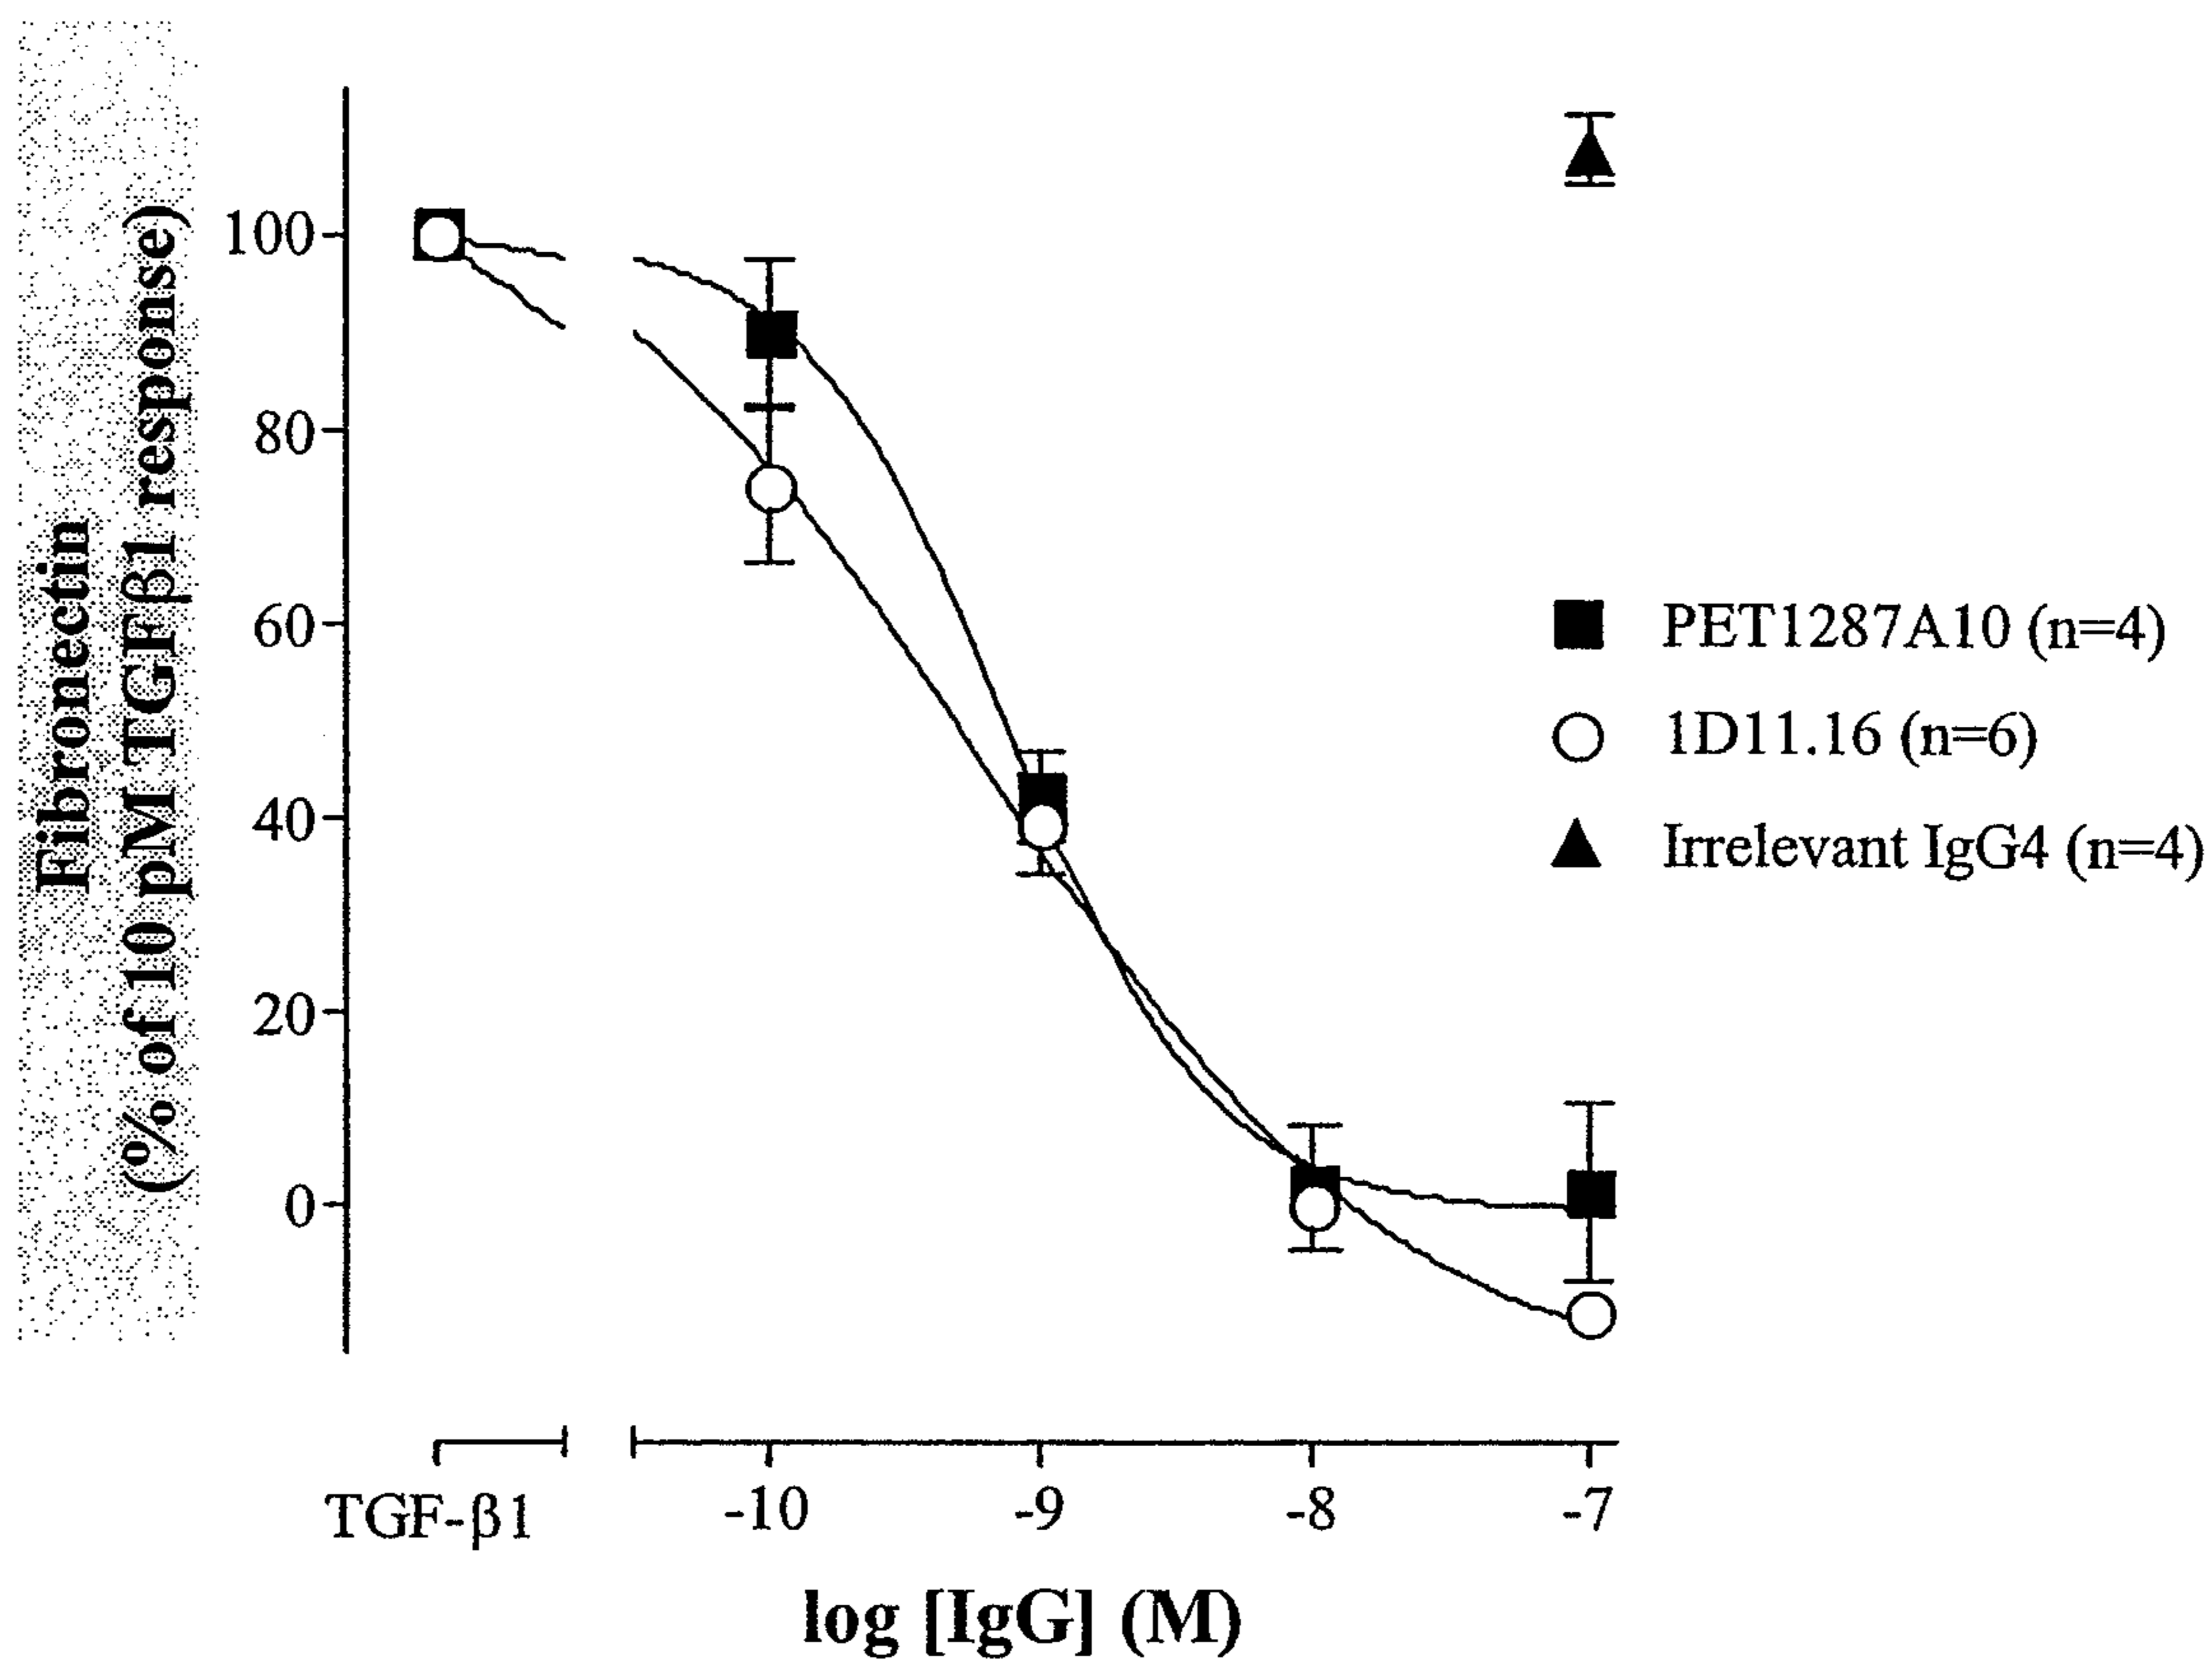 Fibronectin
(% of 10 pM TGFβ1 response)
100
80
60
40
20
0
PET1287A10 (n=4)
1D11.16 (n=6)
Irrelevant IgG4 (n=4)
TGF-β1
-10
-9
-8
-7
log [IgG] (M)